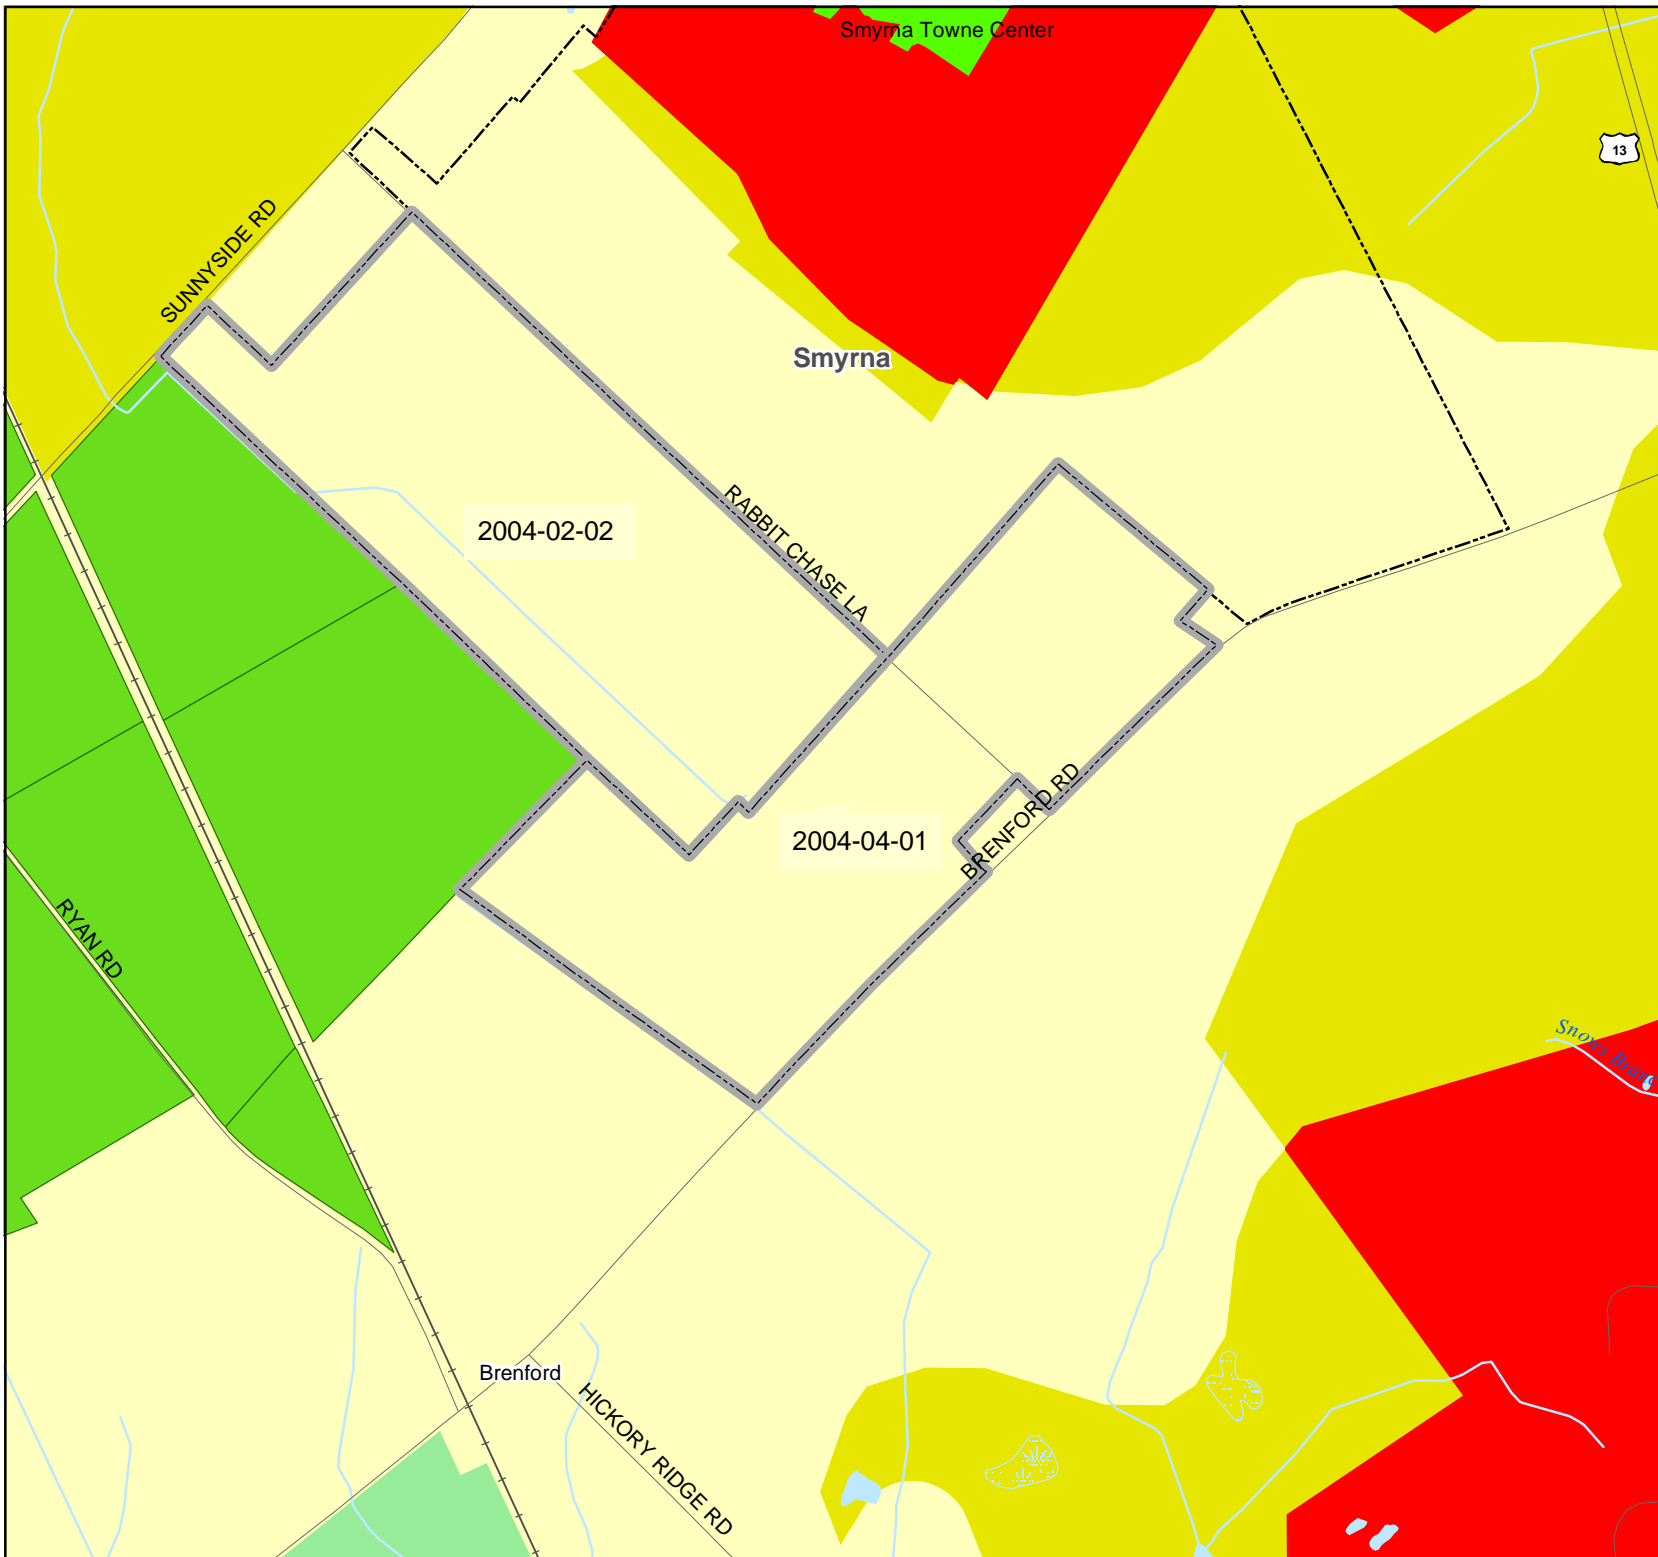 Smyrna Towne Center
13
SUNNYSIDE RD
Smyrna
RABBIT CHASE LA
2004-02-02
2004-04-01
BRENFORD RD
RYAN RD
Snows
Brenford
HICKORY RIDGE RD